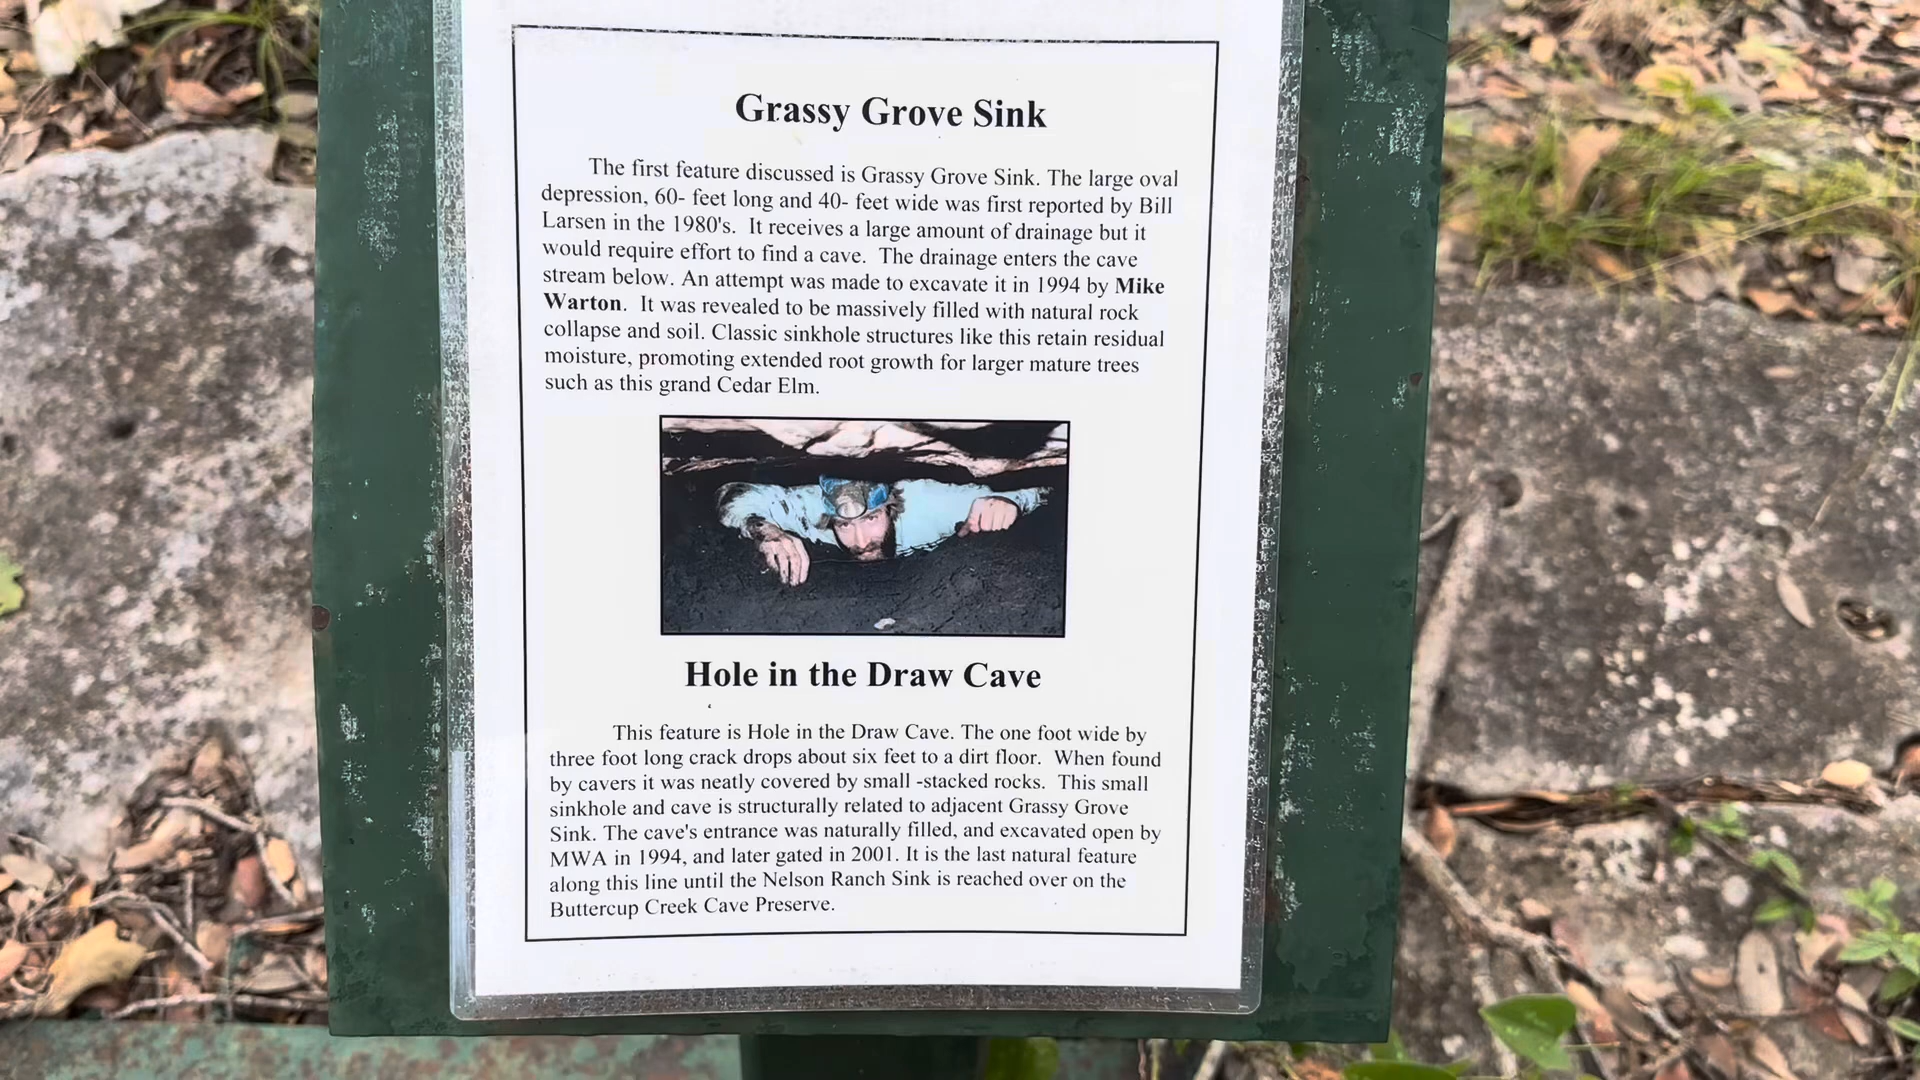 Grassy Grove Sink
The first feature discussed is Grassy Grove Sink. The large oval
depression, 60- feet long and 40- feet wide was first reported by Bill
Larsen in the 1980's. It receives a large amount of drainage but it
would require effort to find a cave. The drainage enters the cave
stream below. An attempt was made to excavate it in 1994 by Mike
Warton. It was revealed to be massively filled with natural rock
collapse and soil. Classic sinkhole structures like this retain residual
moisture, promoting extended root growth for larger mature trees
such as this grand Cedar Elm.
Hole in the Draw Cave
This feature is Hole in the Draw Cave. The one foot wide by
three foot long crack drops about six feet to a dirt floor. When found
by cavers it was neatly covered by small -stacked rocks. This small
sinkhole and cave is structurally related to adjacent Grassy Grove
Sink. The cave's entrance was naturally filled, and excavated open by
MWA in 1994, and later gated in 2001. It is the last natural feature
along this line until the Nelson Ranch Sink is reached over on the
Buttercup Creek Cave Preserve.